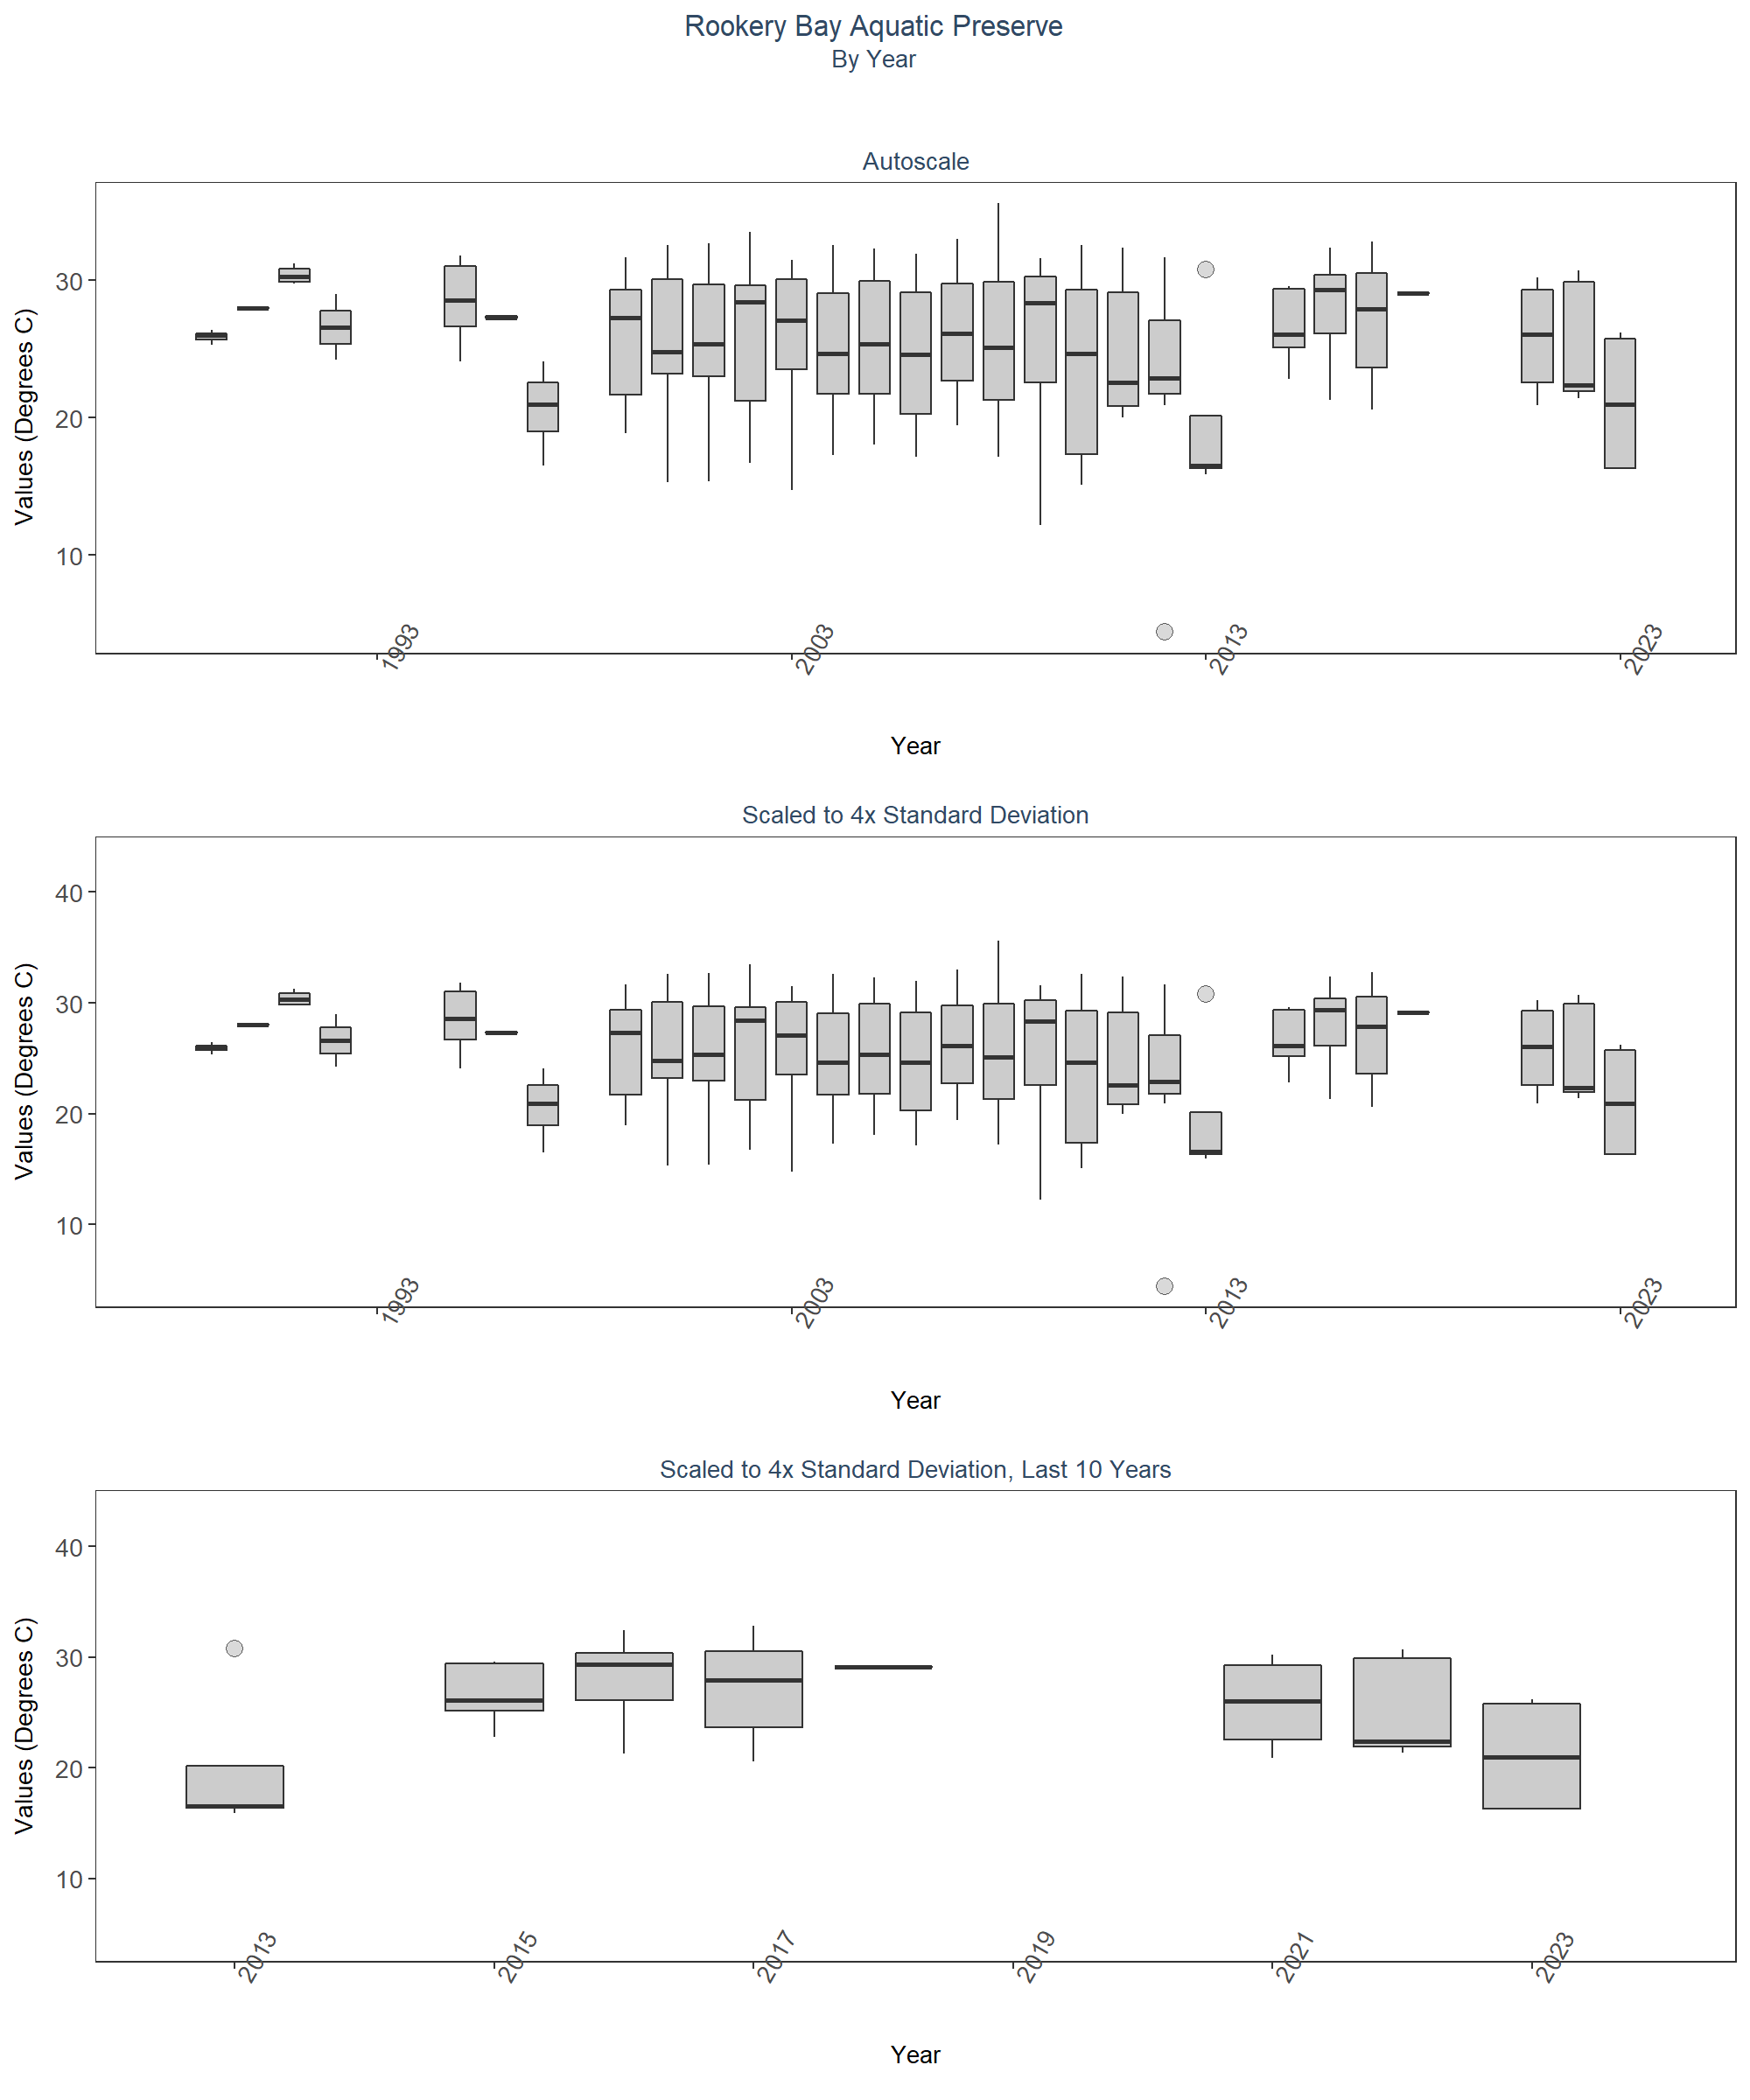 Rookery Bay Aquatic Preserve
By Year
Autoscale
Values (Degrees C)
30
20
10
1993
2003
2013
2023
Year
Scaled to 4x Standard Deviation
Values (Degrees C)
40
30
20
10
1993
2003
2013
2023
Year
Scaled to 4x Standard Deviation, Last 10 Years
Values (Degrees C)
40
30
20
10
2013
2015
2017
2019
2021
2023
Year